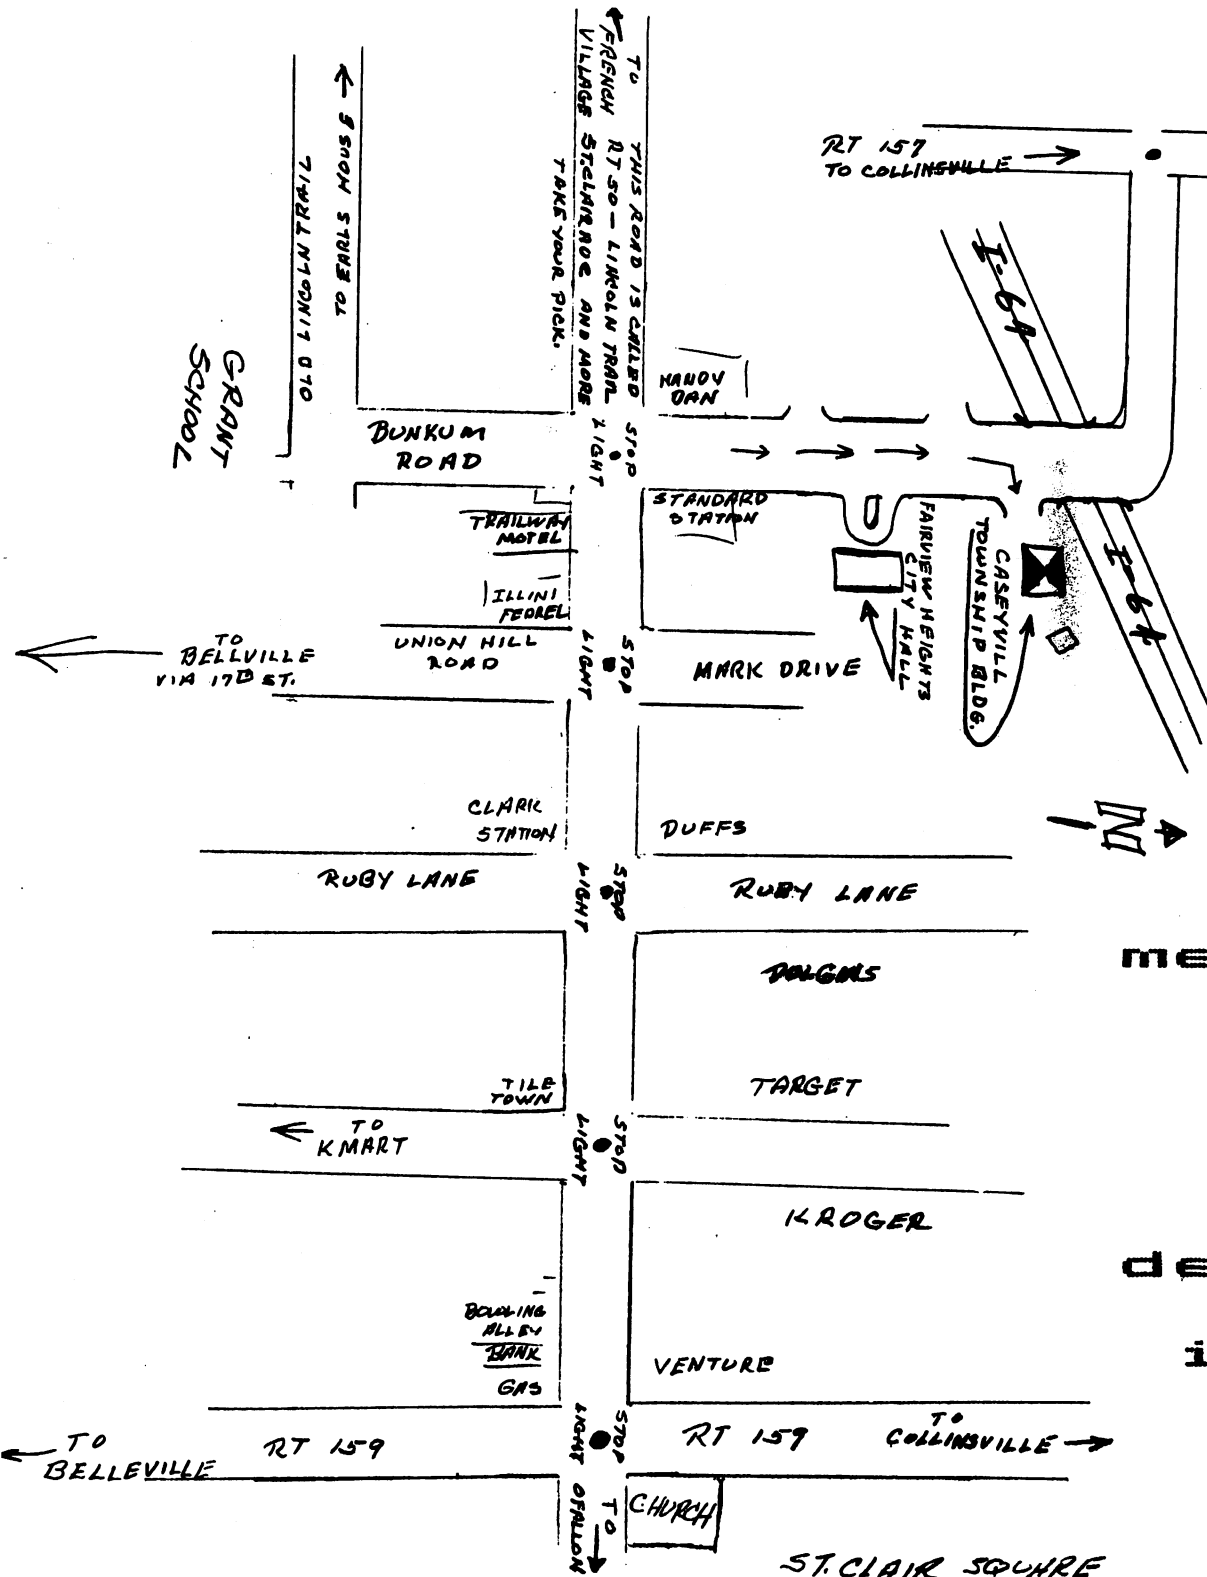 TO
FRENCH
VILLAGE
THIS ROAD IS CALLED
RT 50 - LINKOLN TRAIL
ST. CLAIR AVE AND MORE
TAKE YOUR PICK.
TO EARLS HOUSE
OLD LINCOLN TRAIL
GRANT
SCHOOL
RT 157
TO COLLINSVILLE
I-64
HANDY
DAN
BUNKUM
ROAD
STOP
LIGHT
STANDARD
STATION
TRAILWAY
MOTEL
ILLINI
FEDREL
FAIRVIEW HEIGHTS
CITY HALL
CASEYVILL
TOWNSHIP BLDG.
I-64
TO
BELLVILLE
VIA 17TH ST.
UNION HILL
ROAD
STOP
LIGHT
MARK DRIVE
N
CLARK
STATION
DUFFS
RUBY LANE
STOP
LIGHT
RUBY LANE
me
DOLGINS
TILE
TOWN
TARGET
TO
KMART
STOP
LIGHT
KROGER
de
BOWLING
ALLEY
BANK
GAS
VENTURE
i
TO
BELLEVILLE
RT 159
STOP
LIGHT
RT 159
TO
COLLINSVILLE
TO
OFALLON
CHURCH
ST. CLAIR SQUARE